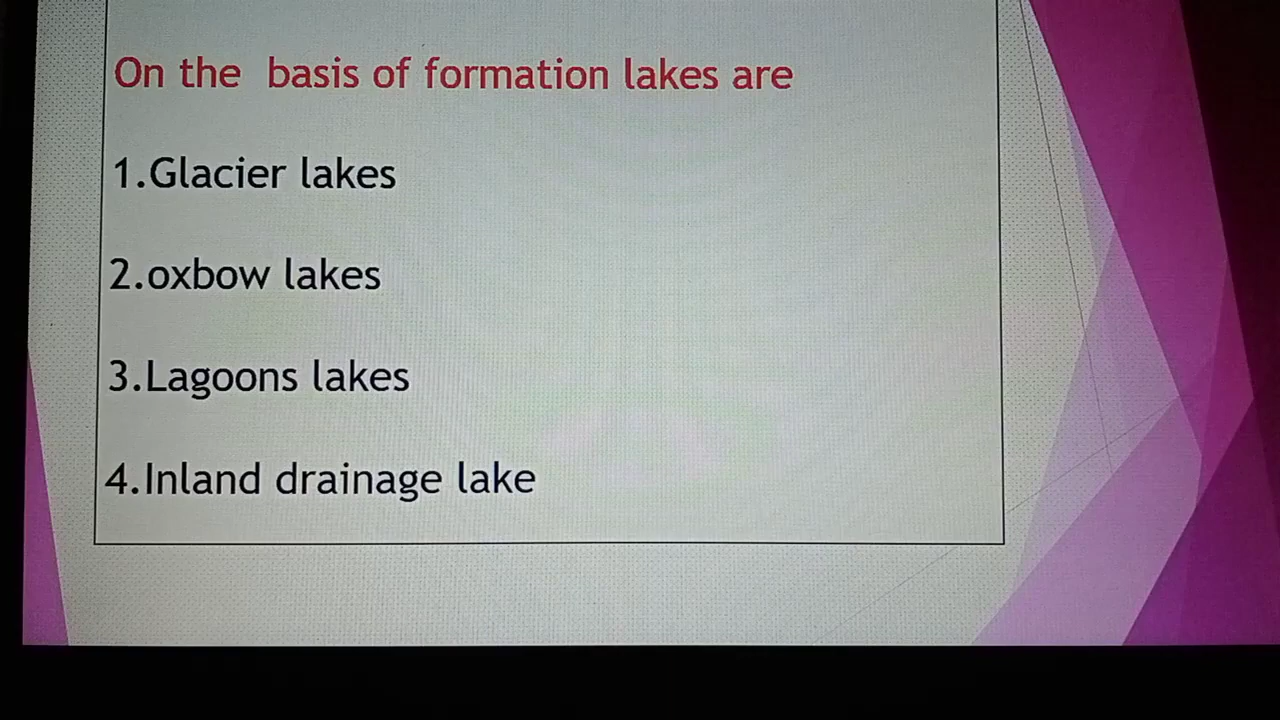 On the basis of formation lakes are
1.Glacier lakes
2.oxbow lakes
3.Lagoons lakes
4.Inland drainage lake